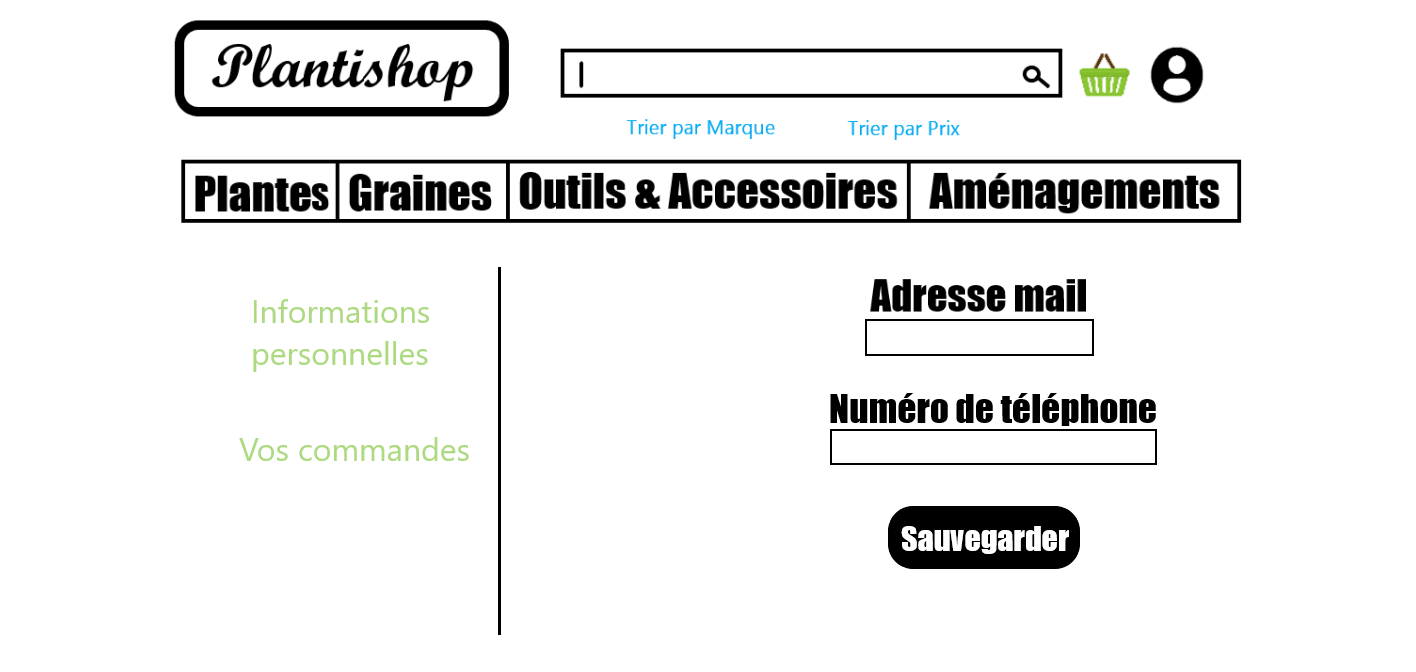 Plantishop
Trier par Marque
Trier par Prix
Plantes
Graines
Outils & Accessoires
Aménagements
Informations
personnelles
Vos commandes
Adresse mail
Numéro de téléphone
Sauvegarder